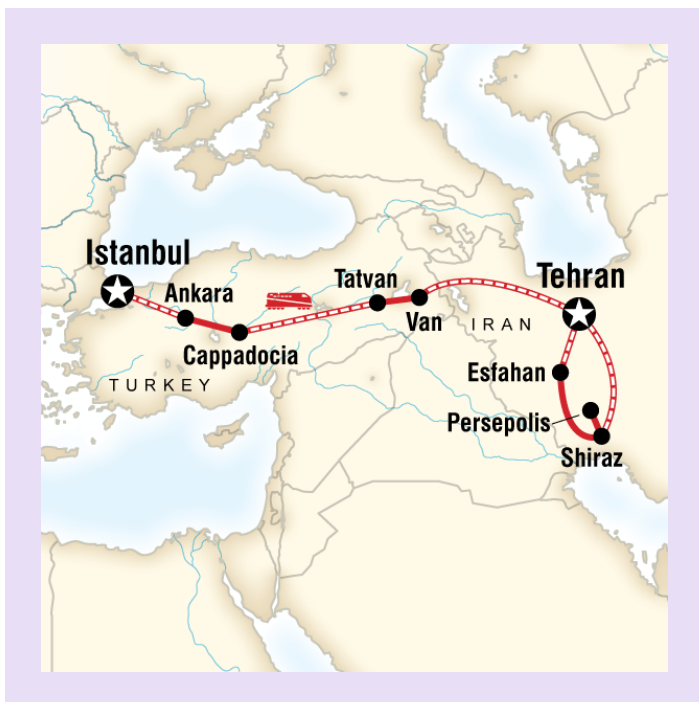 Istanbul
Ankara
Cappadocia
TURKEY
Tatvan
Van
IRAN
Tehran
Esfahan
Persepolis
Shiraz